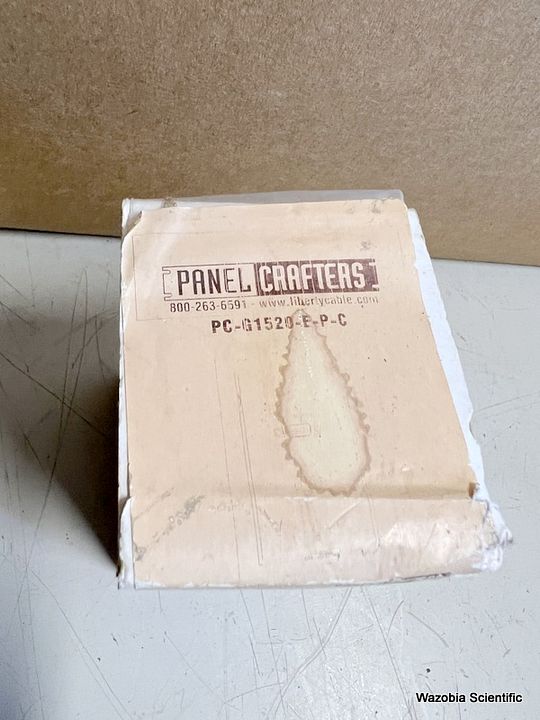 PANEL CRAFTERS
800-263-6591 - www.libertycable.com
PC-G1520-E-P-C
Wazobia Scientific